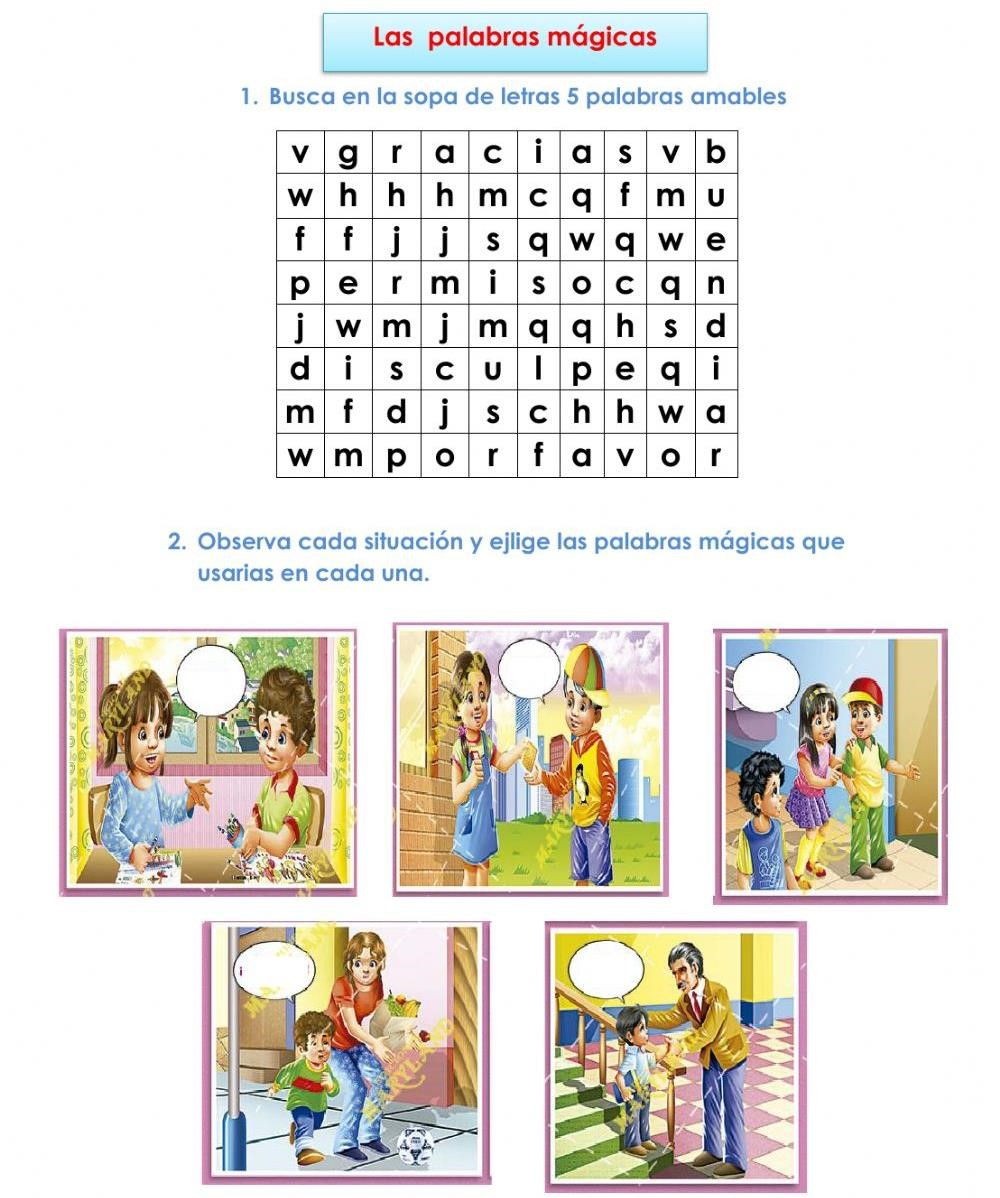 Las palabras mágicas
1. Busca en la sopa de letras 5 palabras amables
v g r a c i a s v b
w h h h m c q f m u
f f j j s q w q w e
p e r m i s o c q n
j w m j m q q h s d
d i s c u l p e q i
m f d j s c h h w a
w m p o r f a v o r
2. Observa cada situación y ejlige las palabras mágicas que
usarias en cada una.
MARYLAND